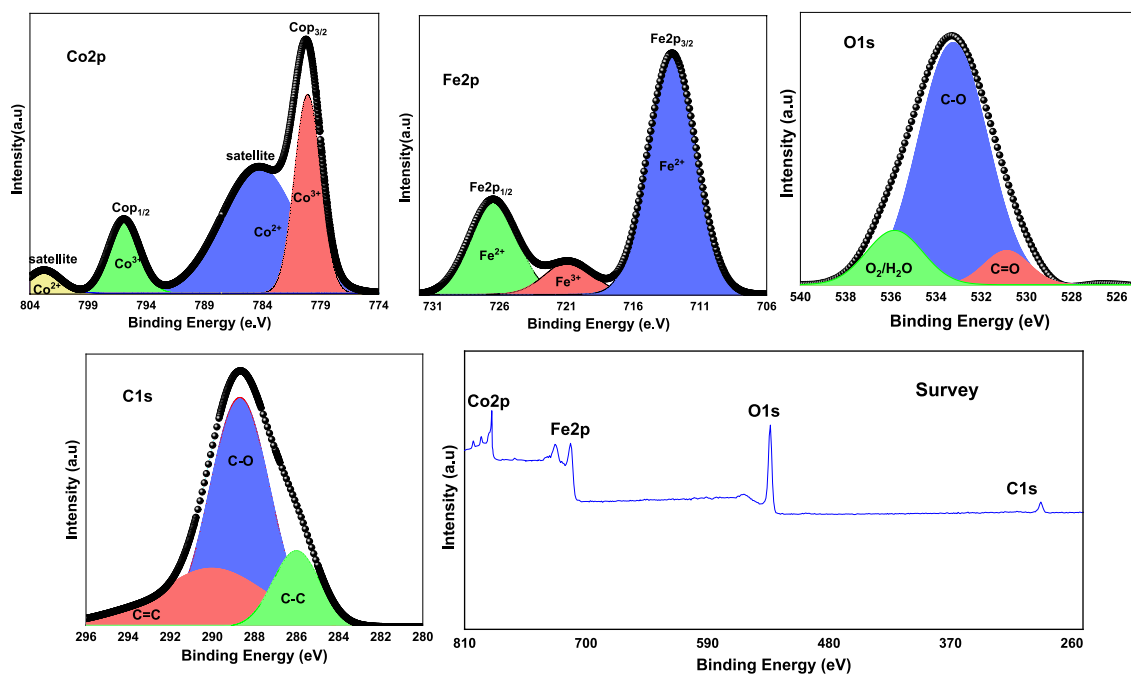 Co2p
Cop3/2
satellite
Cop1/2
satellite
Co2+
Co3+
Co2+
Co3+
Intensity(a.u)
804 799 794 789 784 779 774
Binding Energy (e.V)
Fe2p
Fe2p3/2
Fe2p1/2
Fe2+
Fe3+
Fe2+
Intensity(a.u)
731 726 721 716 711 706
Binding Energy (e.V)
O1s
C-O
O2/H2O
C=O
Intensity (a.u)
540 538 536 534 532 530 528 526
Binding Energy (eV)
C1s
C-O
C=C
C-C
Intensity (a.u)
296 294 292 290 288 286 284 282 280
Binding Energy (eV)
Survey
Co2p
Fe2p
O1s
C1s
Intensity (a.u)
810 700 590 480 370 260
Binding Energy (eV)